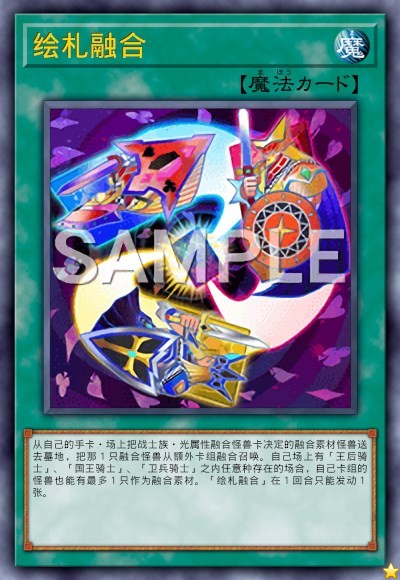 绘札融合
魔
【魔法カード】
まほう
SAMPLE
从自己的手卡·场上把战士族·光属性融合怪兽卡决定的融合素材怪兽送
去墓地，把那１只融合怪兽从额外卡组融合召唤。自己场上有「王后骑
士」、「国王骑士」、「卫兵骑士」之内任意种存在的场合，自己卡组的
怪兽也能有最多１只作为融合素材。「绘札融合」在１回合只能发动１
张。